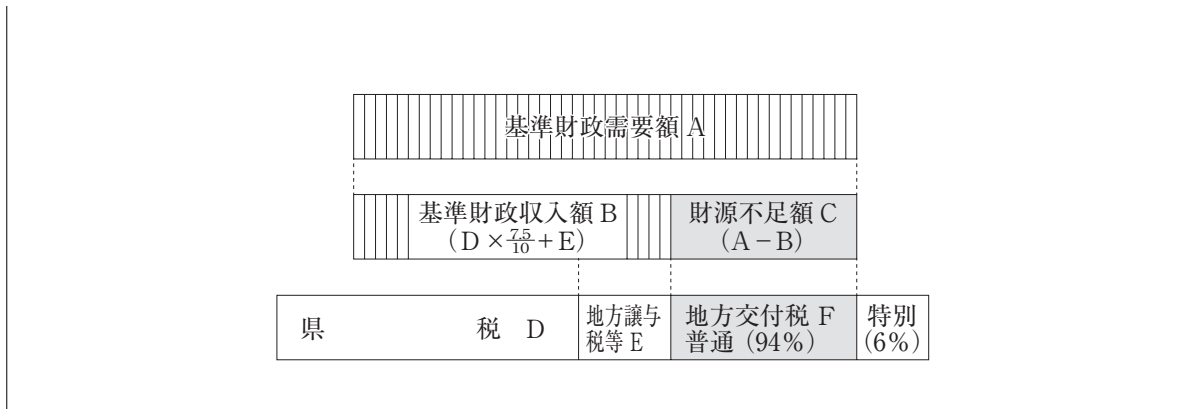 基準財政需要額 A
基準財政収入額 B
(D × 7.5/10 + E)
財源不足額 C
(A − B)
県 税 D
地方譲与
税等 E
地方交付税 F
普通 (94%)
特別
(6%)